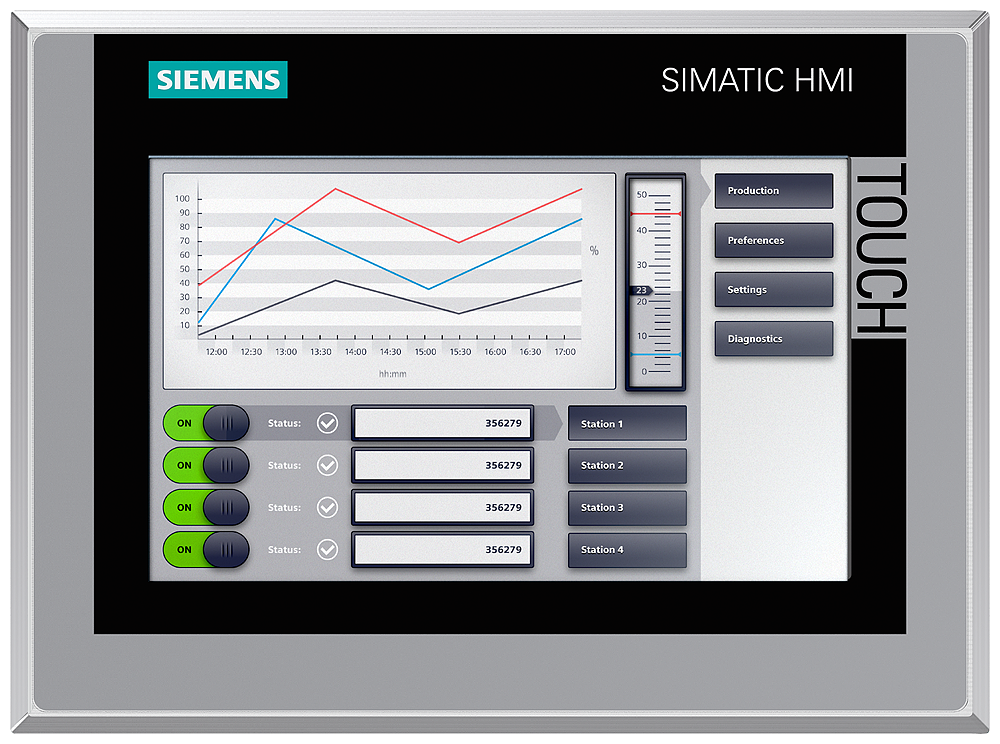 SIEMENS
SIMATIC HMI
TOUCH
100
90
80
70
60
50
40
30
20
10
%
12:00 12:30 13:00 13:30 14:00 14:30 15:00 15:30 16:00 16:30 17:00
hh:mm
50
40
30
23
20
10
0
Production
Preferences
Settings
Diagnostics
ON Status: 356279 Station 1
ON Status: 356279 Station 2
ON Status: 356279 Station 3
ON Status: 356279 Station 4